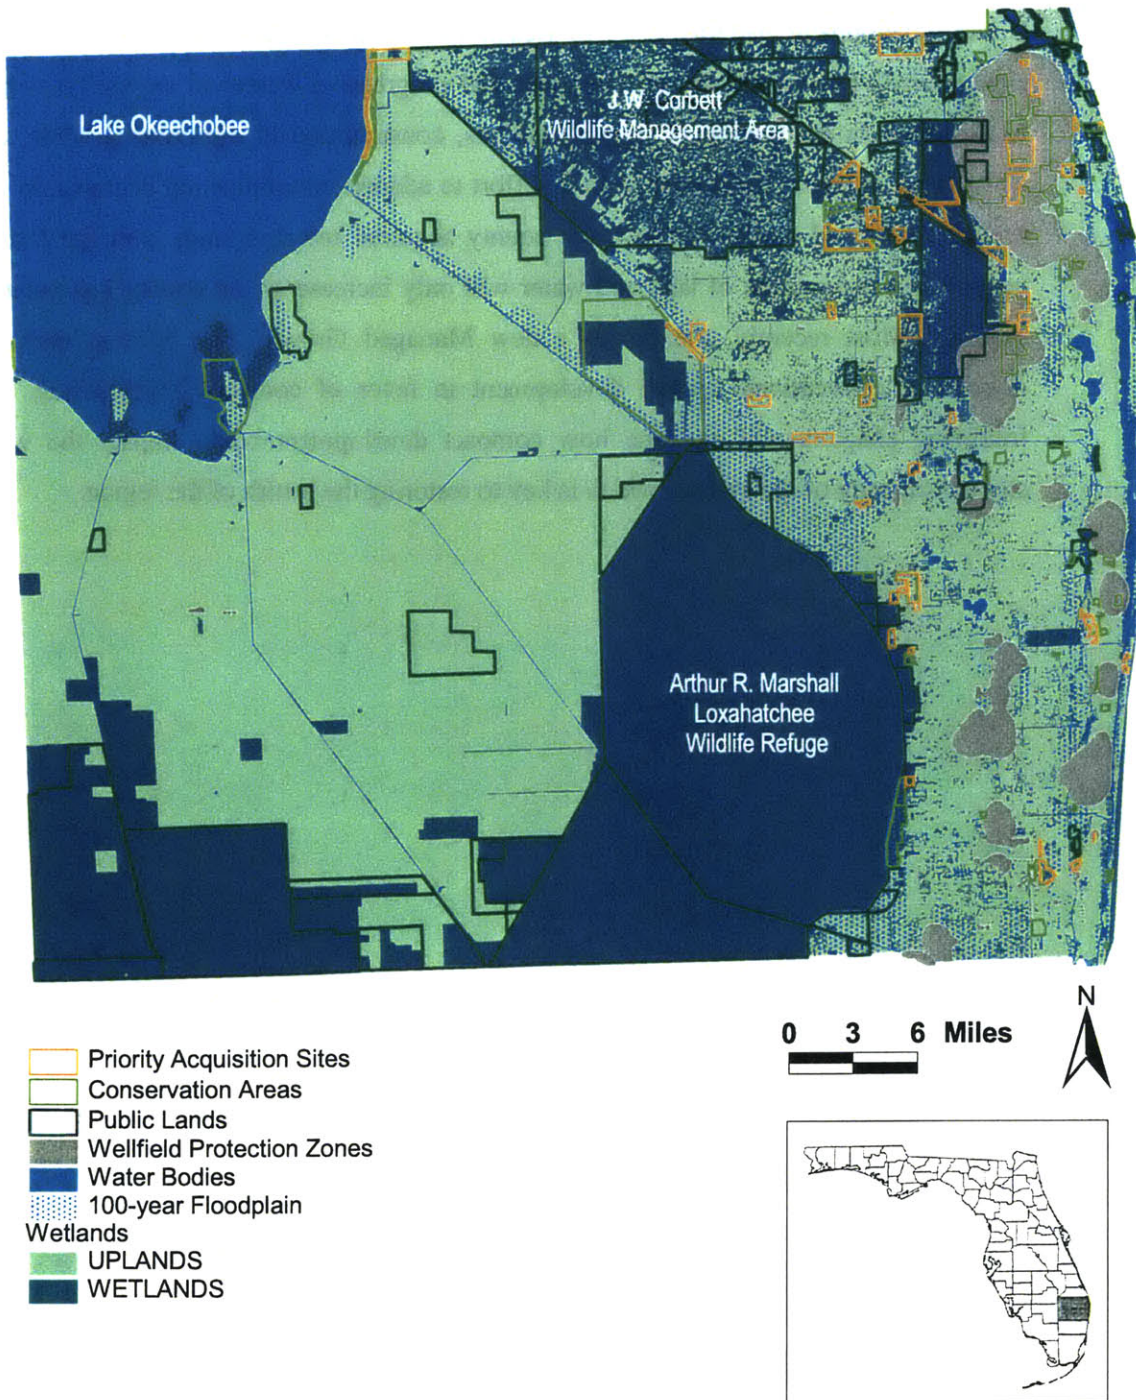 Lake Okeechobee
J.W. Corbett
Wildlife Management Area
Arthur R. Marshall
Loxahatchee
Wildlife Refuge
N
0 3 6 Miles
Priority Acquisition Sites
Conservation Areas
Public Lands
Wellfield Protection Zones
Water Bodies
100-year Floodplain
Wetlands
UPLANDS
WETLANDS